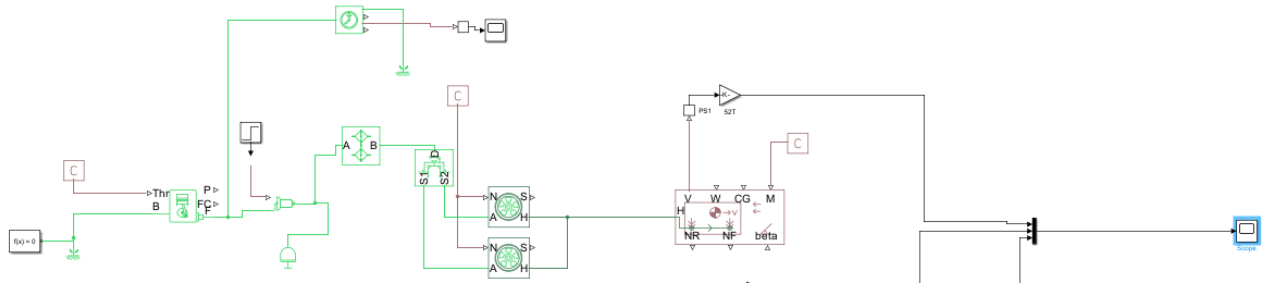 C
PS1
-K-
52T
C
A
B
D
S1
S2
C
Thr
B
P
FC
F
f(x) = 0
N
S
A
H
N
S
A
H
V
W
CG
M
H
v
NR
NF
beta
Scope